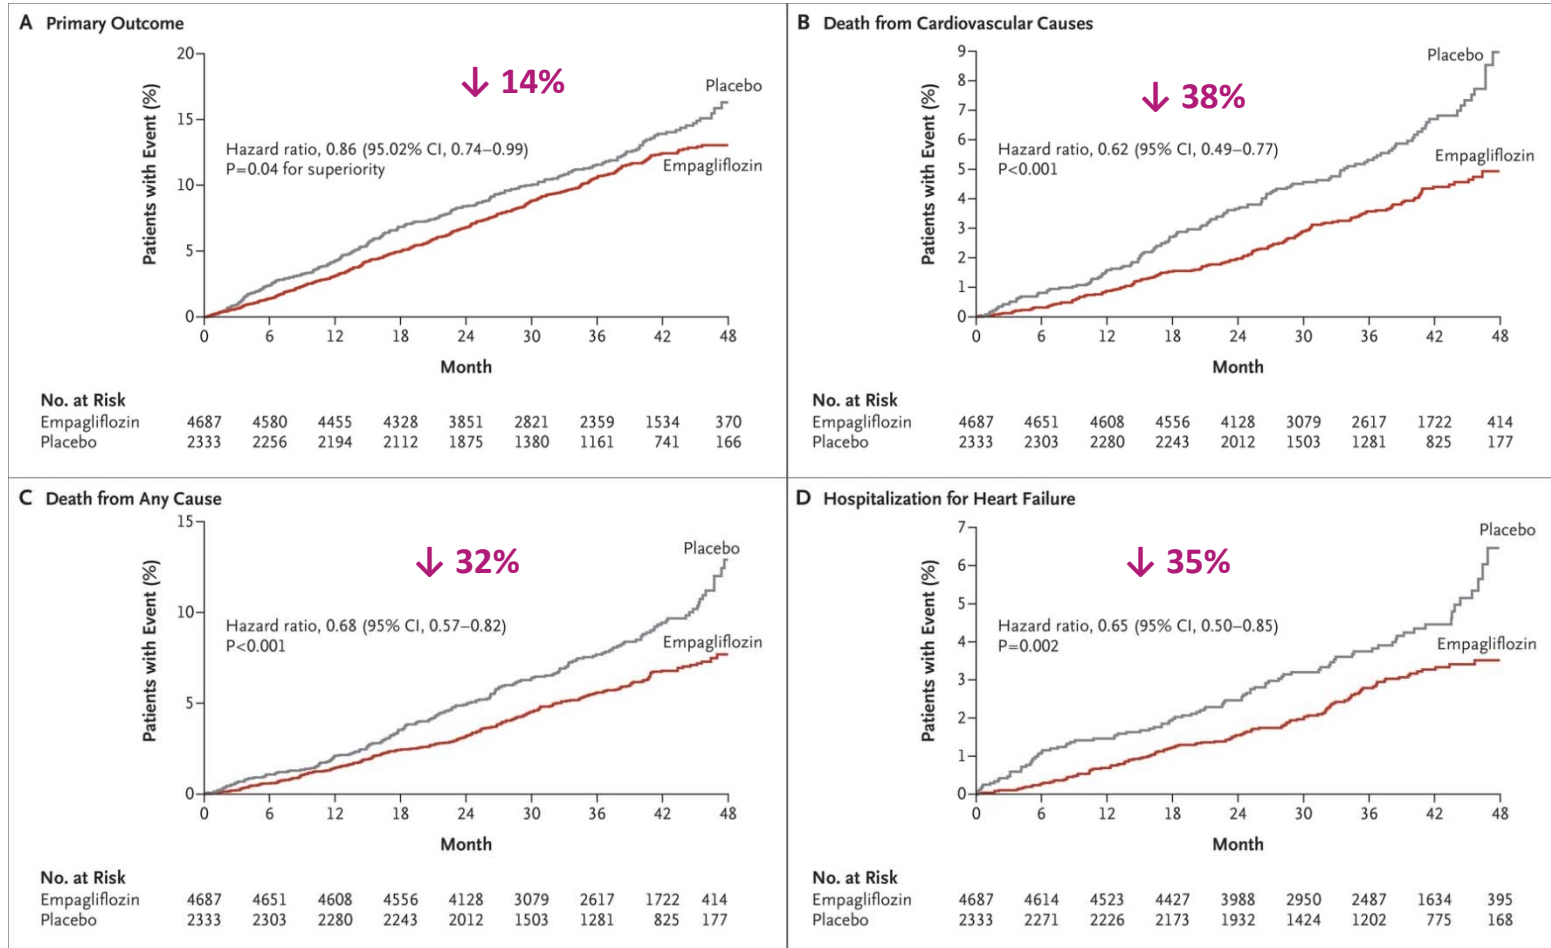 A Primary Outcome
20
15
10
5
0
Patients with Event (%)
↓ 14%
Hazard ratio, 0.86 (95.02% CI, 0.74–0.99)
P=0.04 for superiority
Placebo
Empagliflozin
0 6 12 18 24 30 36 42 48
Month
No. at Risk
Empagliflozin 4687 4580 4455 4328 3851 2821 2359 1534 370
Placebo 2333 2256 2194 2112 1875 1380 1161 741 166
B Death from Cardiovascular Causes
9
8
7
6
5
4
3
2
1
0
Patients with Event (%)
↓ 38%
Hazard ratio, 0.62 (95% CI, 0.49–0.77)
P<0.001
Placebo
Empagliflozin
0 6 12 18 24 30 36 42 48
Month
No. at Risk
Empagliflozin 4687 4651 4608 4556 4128 3079 2617 1722 414
Placebo 2333 2303 2280 2243 2012 1503 1281 825 177
C Death from Any Cause
15
10
5
0
Patients with Event (%)
↓ 32%
Hazard ratio, 0.68 (95% CI, 0.57–0.82)
P<0.001
Placebo
Empagliflozin
0 6 12 18 24 30 36 42 48
Month
No. at Risk
Empagliflozin 4687 4651 4608 4556 4128 3079 2617 1722 414
Placebo 2333 2303 2280 2243 2012 1503 1281 825 177
D Hospitalization for Heart Failure
7
6
5
4
3
2
1
0
Patients with Event (%)
↓ 35%
Hazard ratio, 0.65 (95% CI, 0.50–0.85)
P=0.002
Placebo
Empagliflozin
0 6 12 18 24 30 36 42 48
Month
No. at Risk
Empagliflozin 4687 4614 4523 4427 3988 2950 2487 1634 395
Placebo 2333 2271 2226 2173 1932 1424 1202 775 168